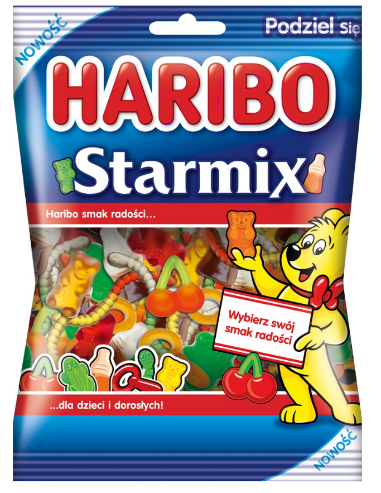 NOWOŚĆ
Podziel się
HARIBO
Starmix
Haribo smak radości...
Wybierz swój
smak radości
...dla dzieci i dorosłych!
NOWOŚĆ